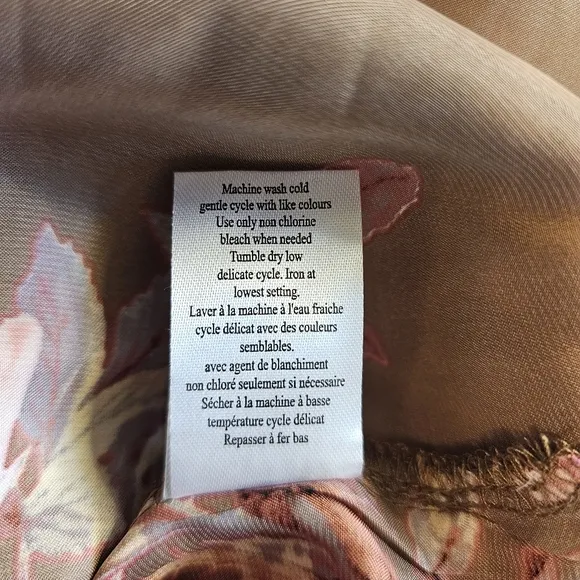 Machine wash cold
gentle cycle with like colours
Use only non chlorine
bleach when needed
Tumble dry low
delicate cycle. Iron at
lowest setting.
Laver à la machine à l'eau fraiche
cycle délicat avec des couleurs
semblables.
avec agent de blanchiment
non chloré seulement si nécessaire
Sécher à la machine à basse
température cycle délicat
Repasser à fer bas